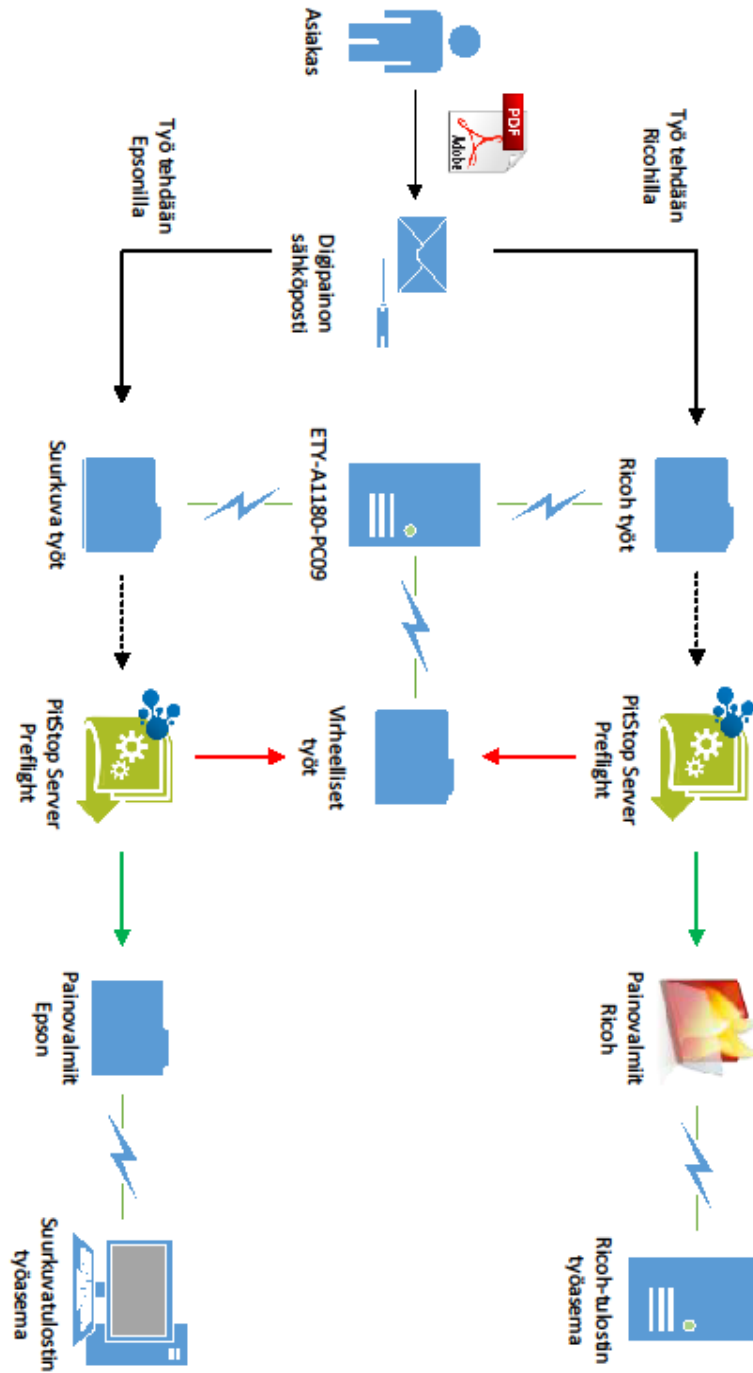 Asiakas
PDF
Adobe
Digipainon
sähköposti
Työ tehdään
Ricohilla
Työ tehdään
Epsonilla
Ricoh työt
ETY-A1180-PC09
Suurkuva työt
PitStop Server
Preflight
Virheelliset
työt
PitStop Server
Preflight
Painovalmiit
Ricoh
Painovalmiit
Epson
Ricoh-tulostin
työasema
Suurkuvatulostin
työasema